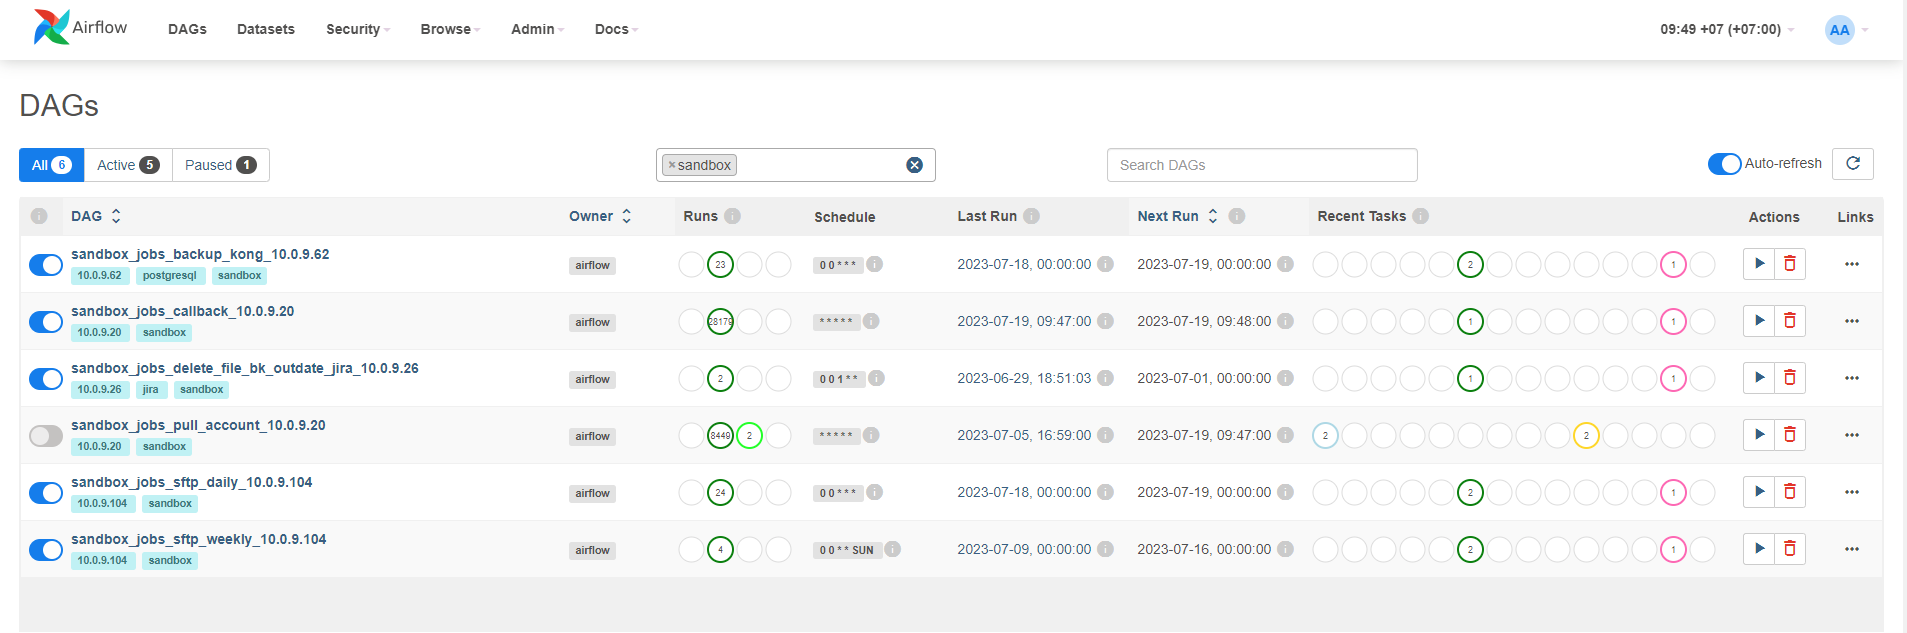 Airflow DAGs Datasets Security Browse Admin Docs 09:49 +07 (+07:00) AA
DAGs
All 6 Active 5 Paused 1 ×sandbox Search DAGs Auto-refresh
DAG Owner Runs Schedule Last Run Next Run Recent Tasks Actions Links
sandbox_jobs_backup_kong_10.0.9.62
10.0.9.62 postgresql sandbox airflow 23 0 0 * * * 2023-07-18, 00:00:00 2023-07-19, 00:00:00 2 1
sandbox_jobs_callback_10.0.9.20
10.0.9.20 sandbox airflow 28179 * * * * * 2023-07-19, 09:47:00 2023-07-19, 09:48:00 1 1
sandbox_jobs_delete_file_bk_outdate_jira_10.0.9.26
10.0.9.26 jira sandbox airflow 2 0 0 1 * * 2023-06-29, 18:51:03 2023-07-01, 00:00:00 1 1
sandbox_jobs_pull_account_10.0.9.20
10.0.9.20 sandbox airflow 8449 2 * * * * * 2023-07-05, 16:59:00 2023-07-19, 09:47:00 2 2
sandbox_jobs_sftp_daily_10.0.9.104
10.0.9.104 sandbox airflow 24 0 0 * * * 2023-07-18, 00:00:00 2023-07-19, 00:00:00 2 1
sandbox_jobs_sftp_weekly_10.0.9.104
10.0.9.104 sandbox airflow 4 0 0 * * SUN 2023-07-09, 00:00:00 2023-07-16, 00:00:00 2 1